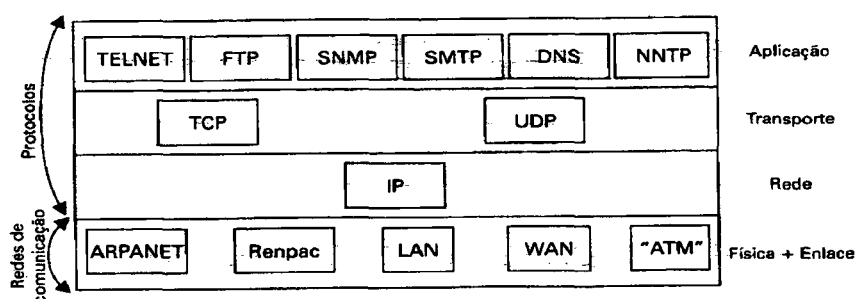 Protocolos
TELNET FTP SNMP SMTP DNS NNTP Aplicação
TCP UDP Transporte
IP Rede
Redes de comunicação
ARPANET Renpac LAN WAN "ATM" Física + Enlace